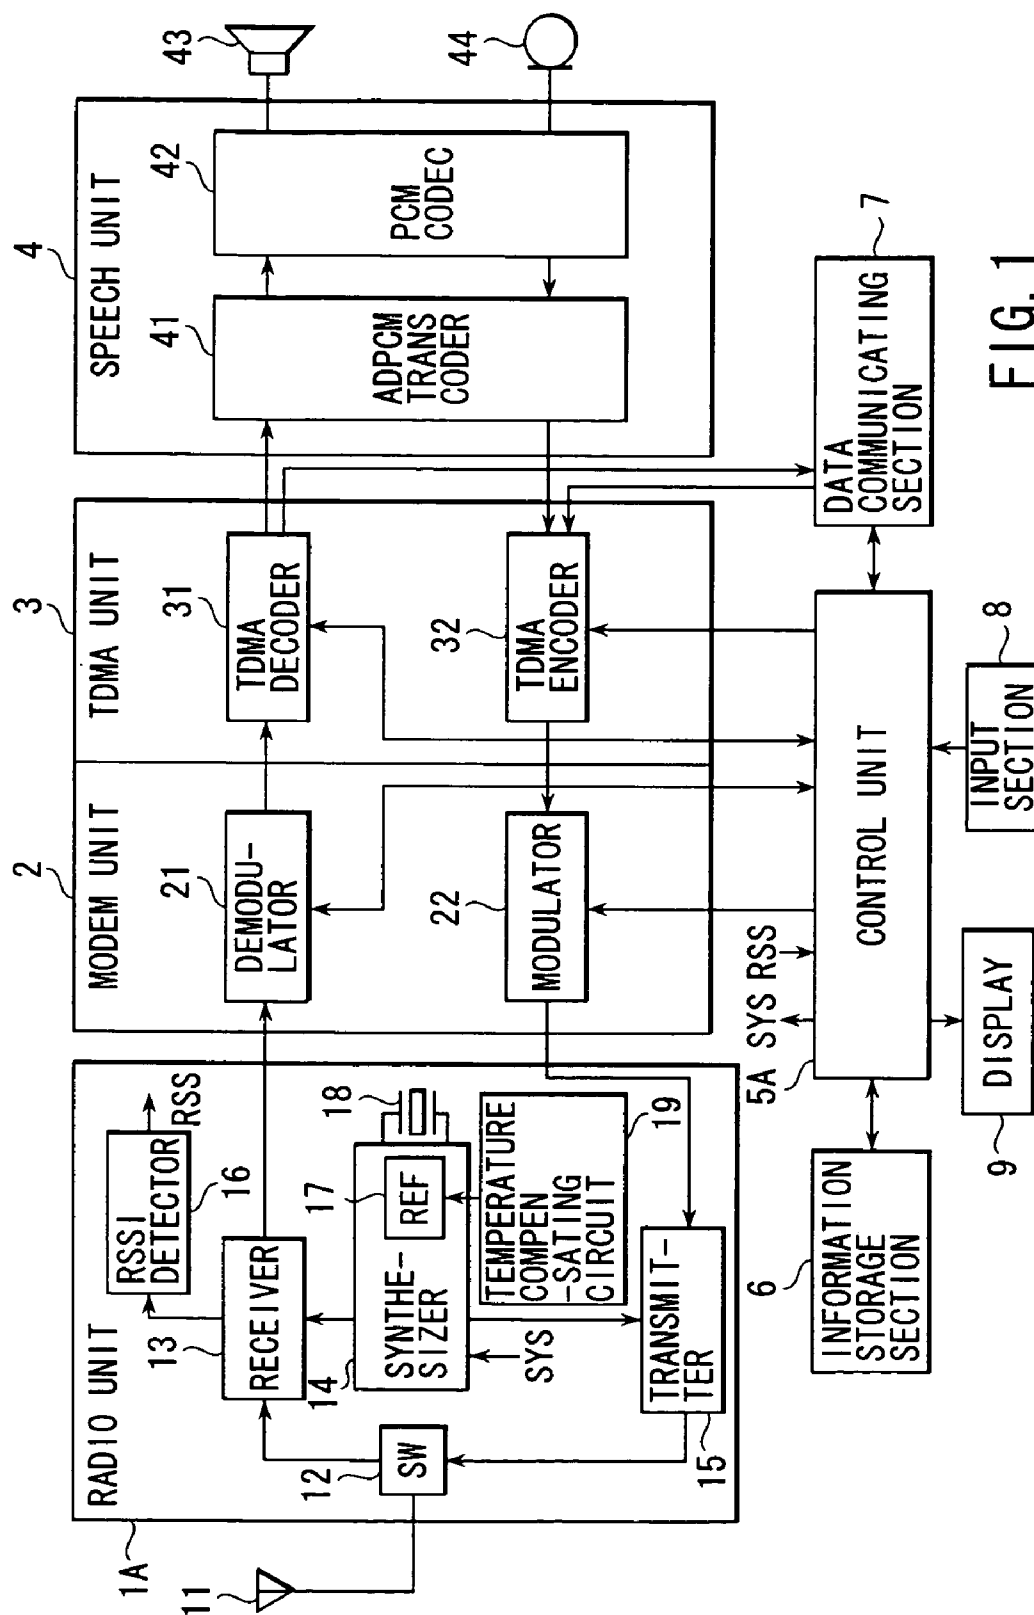 1A
RADIO UNIT
11
12
SW
13
RECEIVER
RSSI
DETECTOR
16
RSS
14
SYNTHE-
SIZER
17
REF
18
SYS
TEMPERATURE
COMPEN
-SATING
CIRCUIT
19
TRANSMIT-
TER
15
2
MODEM UNIT
21
DEMODU-
LATOR
22
MODULATOR
3
TDMA UNIT
31
TDMA
DECODER
32
TDMA
ENCODER
4
SPEECH UNIT
41
ADPCM
TRANS
CODER
42
PCM
CODEC
43
44
5A
SYS
RSS
CONTROL UNIT
6
INFORMATION
STORAGE
SECTION
7
DATA
COMMUNICATING
SECTION
8
INPUT
SECTION
9
DISPLAY
FIG. 1